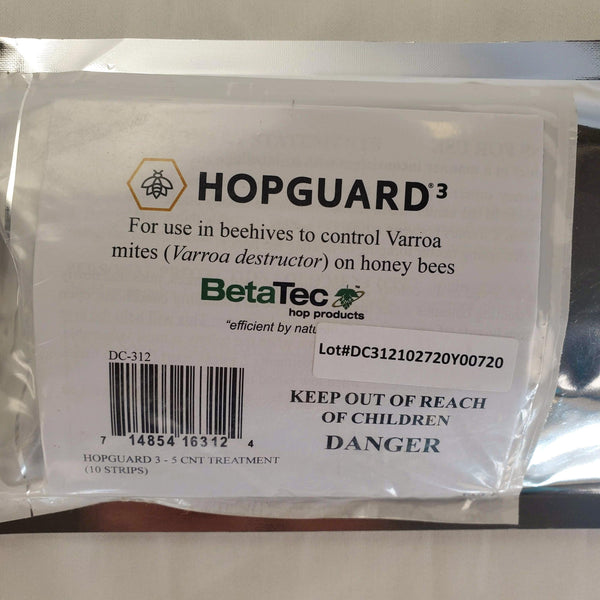 HOPGUARD®3
For use in beehives to control Varroa
mites (Varroa destructor) on honey bees
BetaTec™
hop products
"efficient by natu
Lot#DC312102720Y00720
DC-312
7 14854 16312 4
HOPGUARD 3 - 5 CNT TREATMENT
(10 STRIPS)
KEEP OUT OF REACH
OF CHILDREN
DANGER